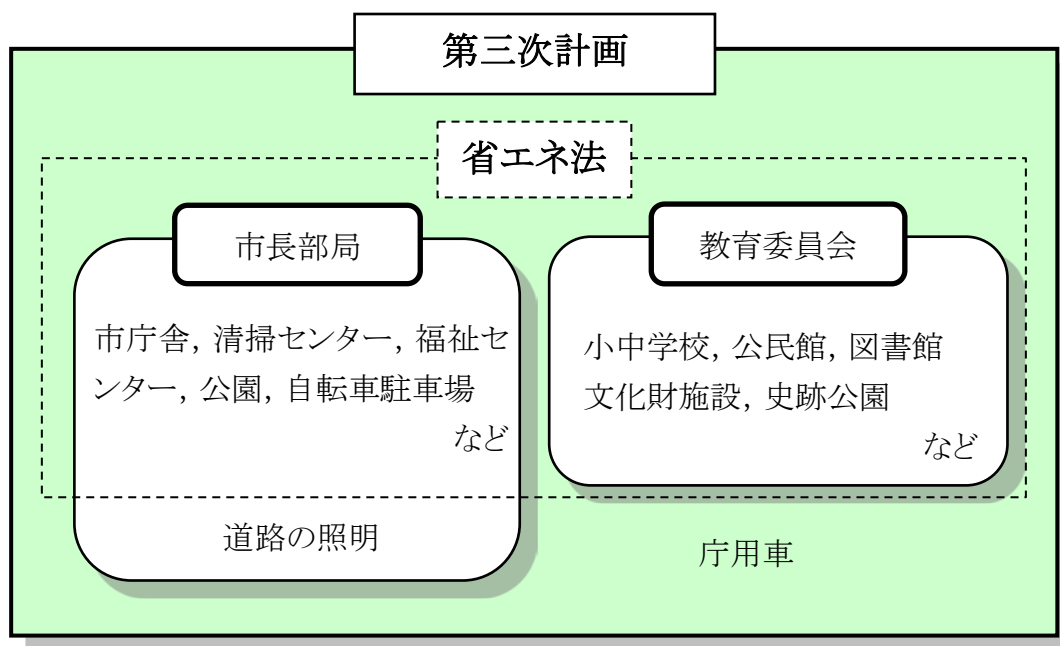 第三次計画
省エネ法
市長部局
市庁舎, 清掃センター, 福祉セ
ンター, 公園, 自転車駐車場
など
道路の照明
教育委員会
小中学校, 公民館, 図書館
文化財施設, 史跡公園
など
庁用車